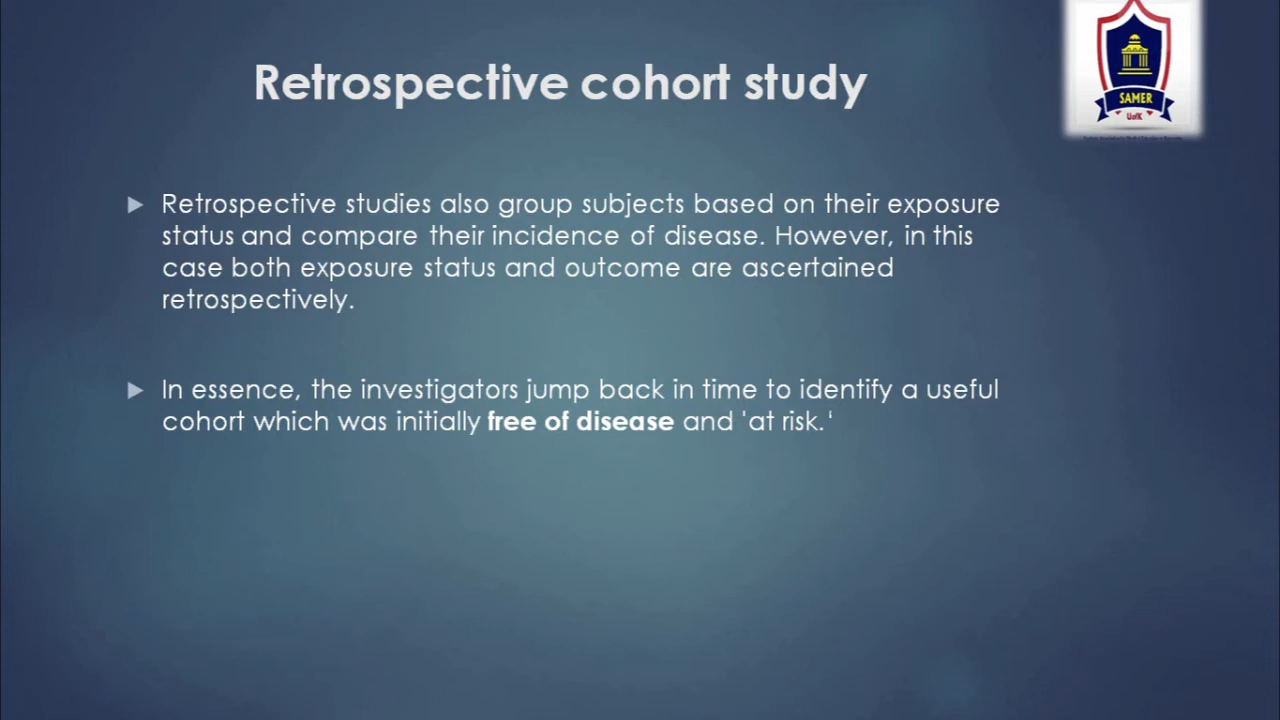 Retrospective cohort study
SAMER
UofK
Retrospective studies also group subjects based on their exposure
status and compare their incidence of disease. However, in this
case both exposure status and outcome are ascertained
retrospectively.
In essence, the investigators jump back in time to identify a useful
cohort which was initially free of disease and 'at risk.‘